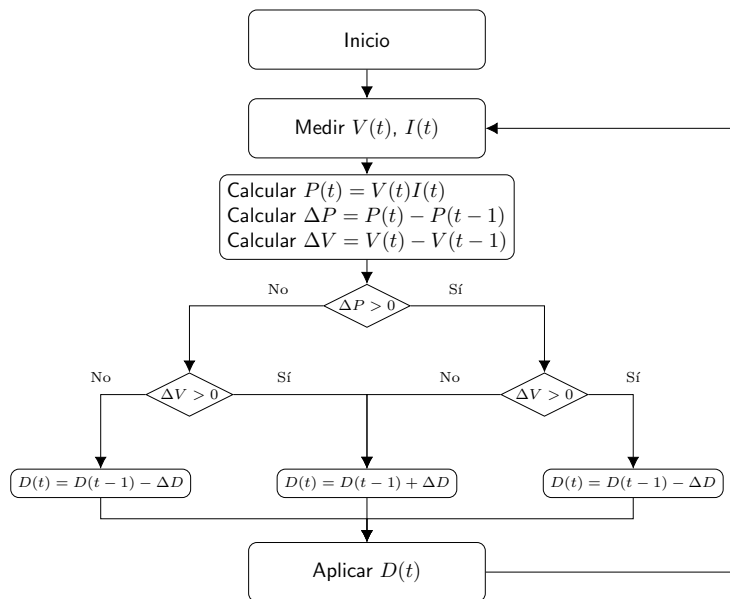 Inicio
Medir V(t), I(t)
Calcular P(t) = V(t)I(t)
Calcular ΔP = P(t) − P(t − 1)
Calcular ΔV = V(t) − V(t − 1)
No
Sí
ΔP > 0
No
Sí
No
Sí
ΔV > 0
ΔV > 0
D(t) = D(t − 1) − ΔD
D(t) = D(t − 1) + ΔD
D(t) = D(t − 1) − ΔD
Aplicar D(t)